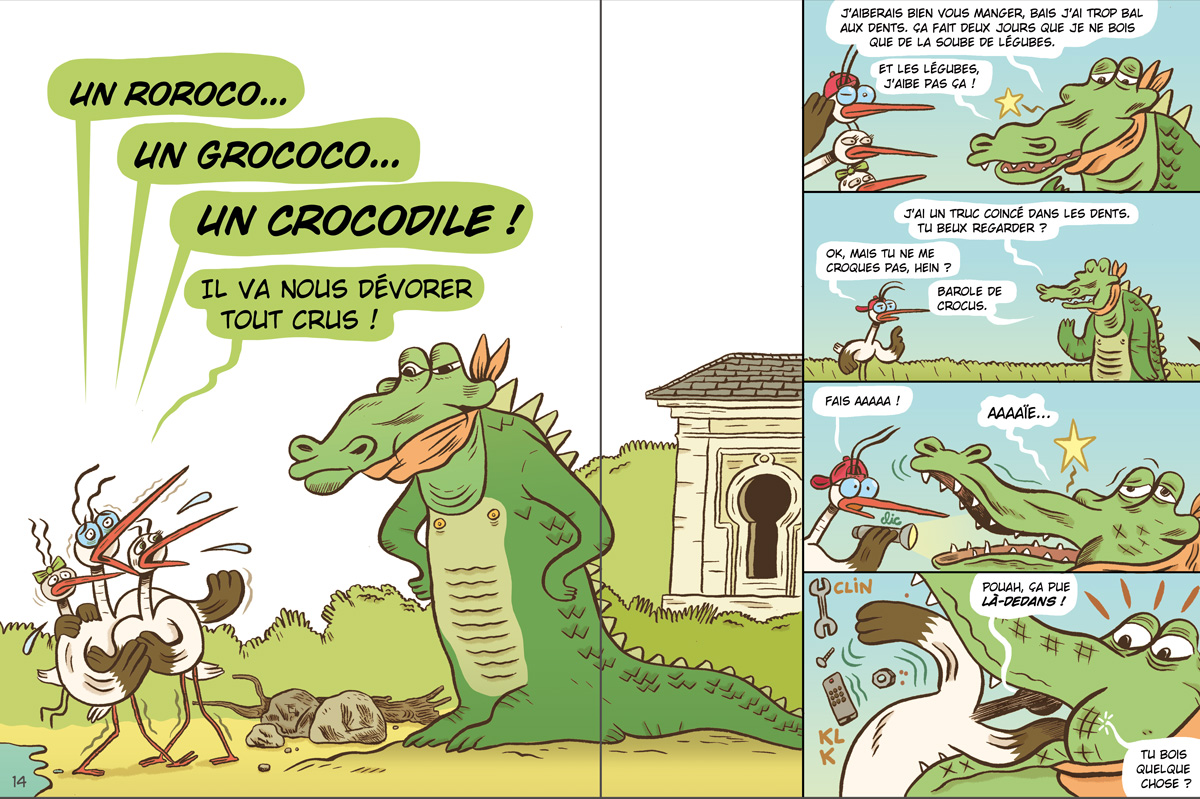 UN ROROCO...
UN GROCOCO...
UN CROCODILE !
IL VA NOUS DÉVORER
TOUT CRUS !
14
J'AIBERAIS BIEN VOUS MANGER, BAIS J'AI TROP BAL
AUX DENTS. ÇA FAIT DEUX JOURS QUE JE NE BOIS
QUE DE LA SOUBE DE LÉGUBES.
ET LES LÉGUBES,
J'AIBE PAS ÇA !
J'AI UN TRUC COINCÉ DANS LES DENTS.
TU BEUX REGARDER ?
OK, MAIS TU NE ME
CROQUES PAS, HEIN ?
BAROLE DE
CROCUS.
FAIS AAAAA !
AAAAÏE...
clic
CLiN
POUAH, ÇA PUE
LÀ-DEDANS !
KL
K
TU BOIS
QUELQUE
CHOSE ?